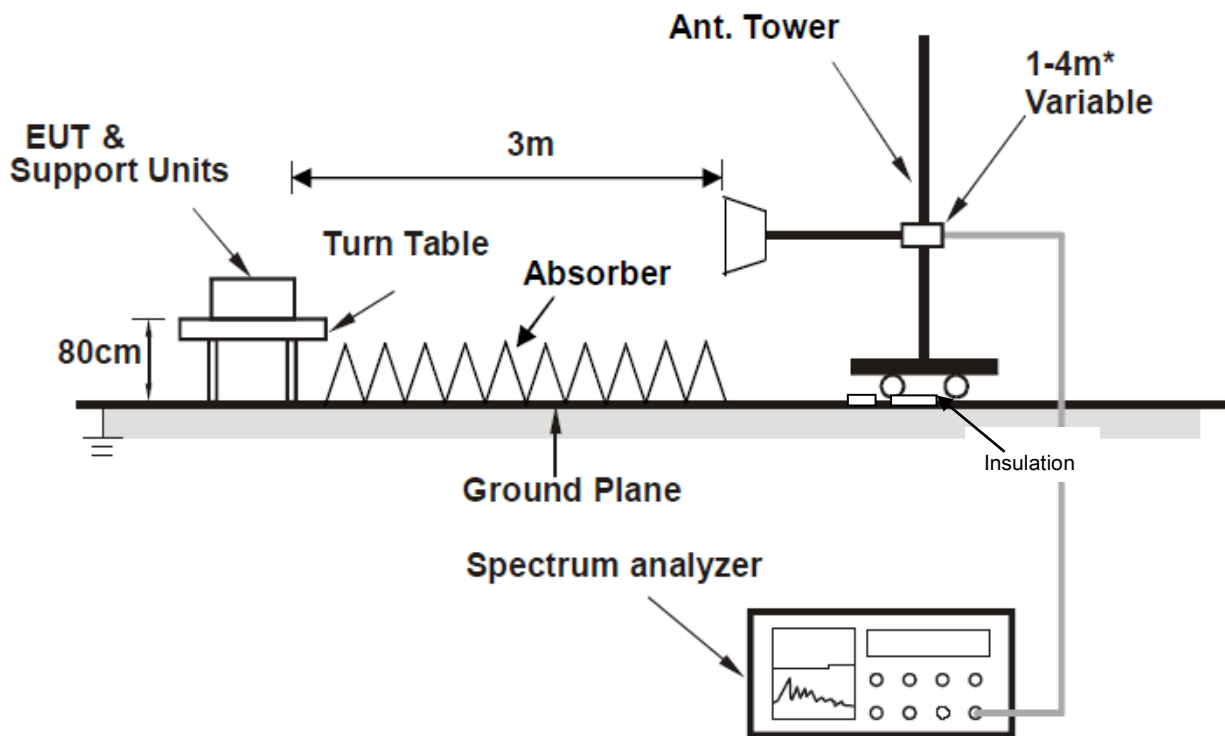 Ant. Tower
1-4m*
Variable
EUT &
Support Units
3m
Turn Table
Absorber
80cm
Insulation
Ground Plane
Spectrum analyzer